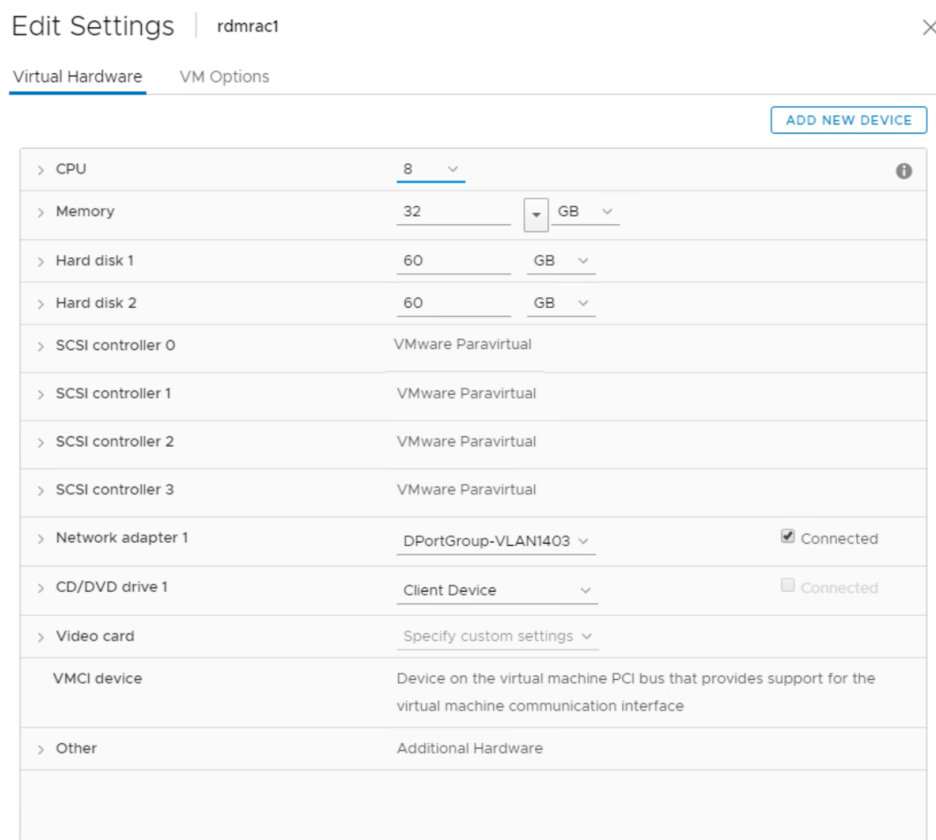 Edit Settings rdmrac1
Virtual Hardware VM Options
ADD NEW DEVICE
CPU 8
Memory 32 GB
Hard disk 1 60 GB
Hard disk 2 60 GB
SCSI controller 0 VMware Paravirtual
SCSI controller 1 VMware Paravirtual
SCSI controller 2 VMware Paravirtual
SCSI controller 3 VMware Paravirtual
Network adapter 1 DPortGroup-VLAN1403 Connected
CD/DVD drive 1 Client Device Connected
Video card Specify custom settings
VMCI device Device on the virtual machine PCI bus that provides support for the
virtual machine communication interface
Other Additional Hardware